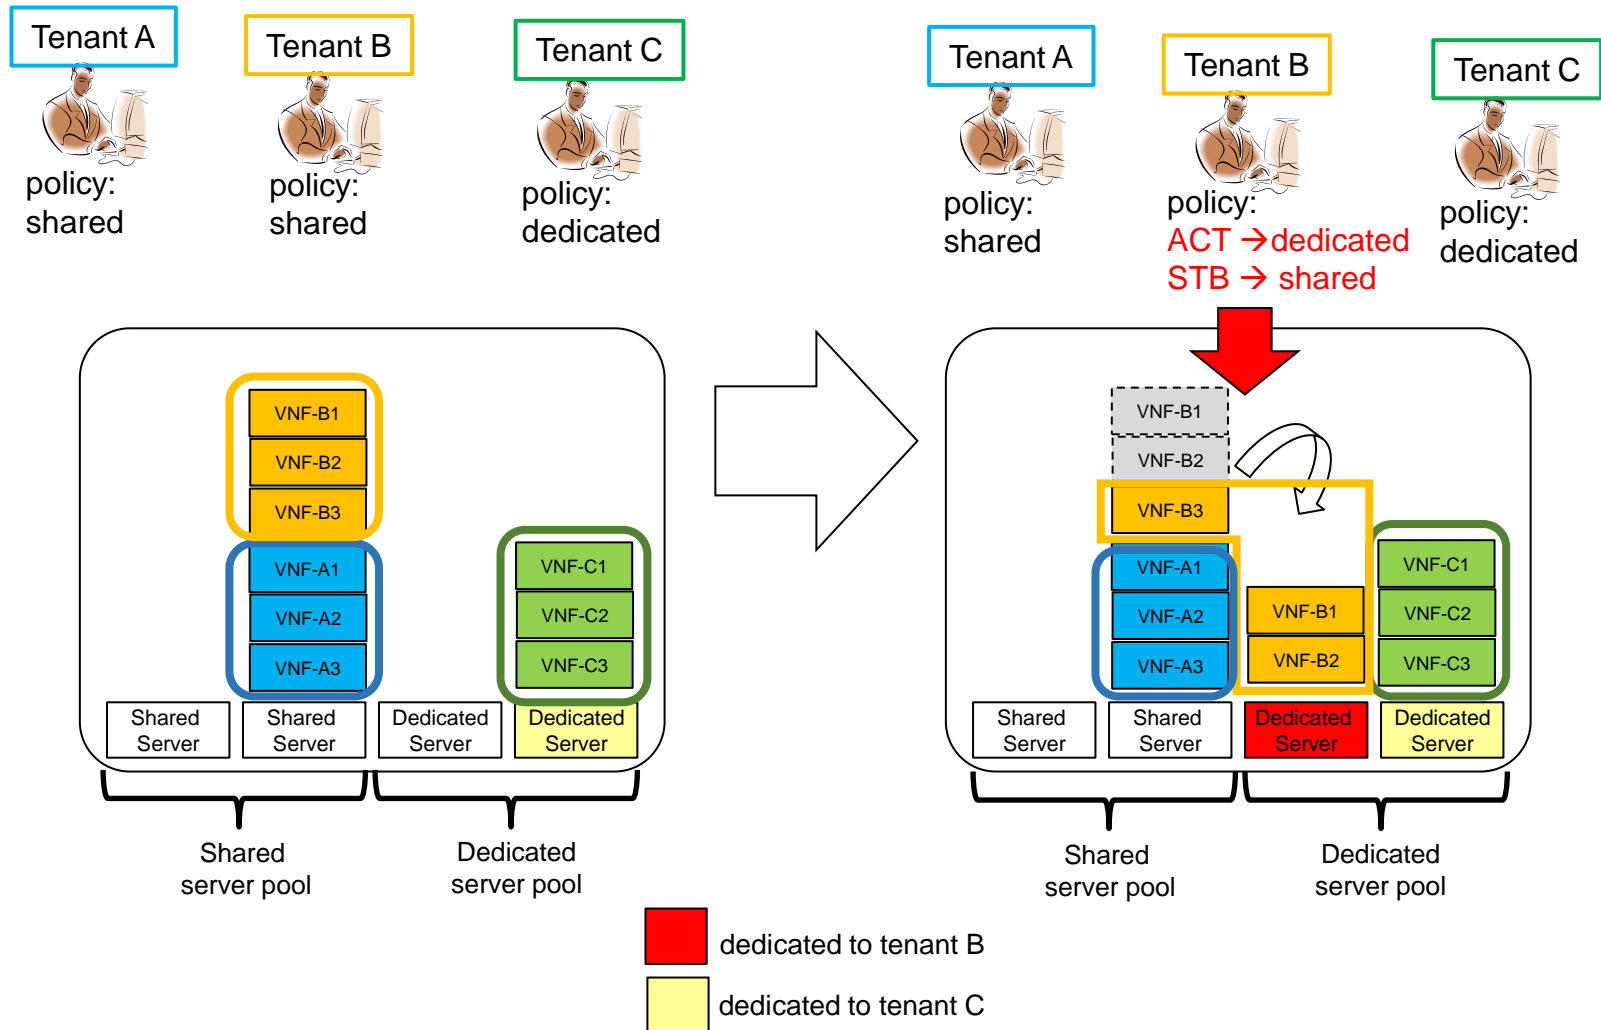 Tenant A
Tenant B
Tenant C
policy:
shared
policy:
shared
policy:
dedicated
VNF-B1
VNF-B2
VNF-B3
VNF-A1
VNF-A2
VNF-A3
VNF-C1
VNF-C2
VNF-C3
Shared
Server
Shared
Server
Dedicated
Server
Dedicated
Server
Shared
server pool
Dedicated
server pool
Tenant A
Tenant B
Tenant C
policy:
shared
policy:
ACT →dedicated
STB → shared
policy:
dedicated
VNF-B1
VNF-B2
VNF-B3
VNF-A1
VNF-A2
VNF-A3
VNF-B1
VNF-B2
VNF-C1
VNF-C2
VNF-C3
Shared
Server
Shared
Server
Dedicated
Server
Dedicated
Server
Shared
server pool
Dedicated
server pool
dedicated to tenant B
dedicated to tenant C